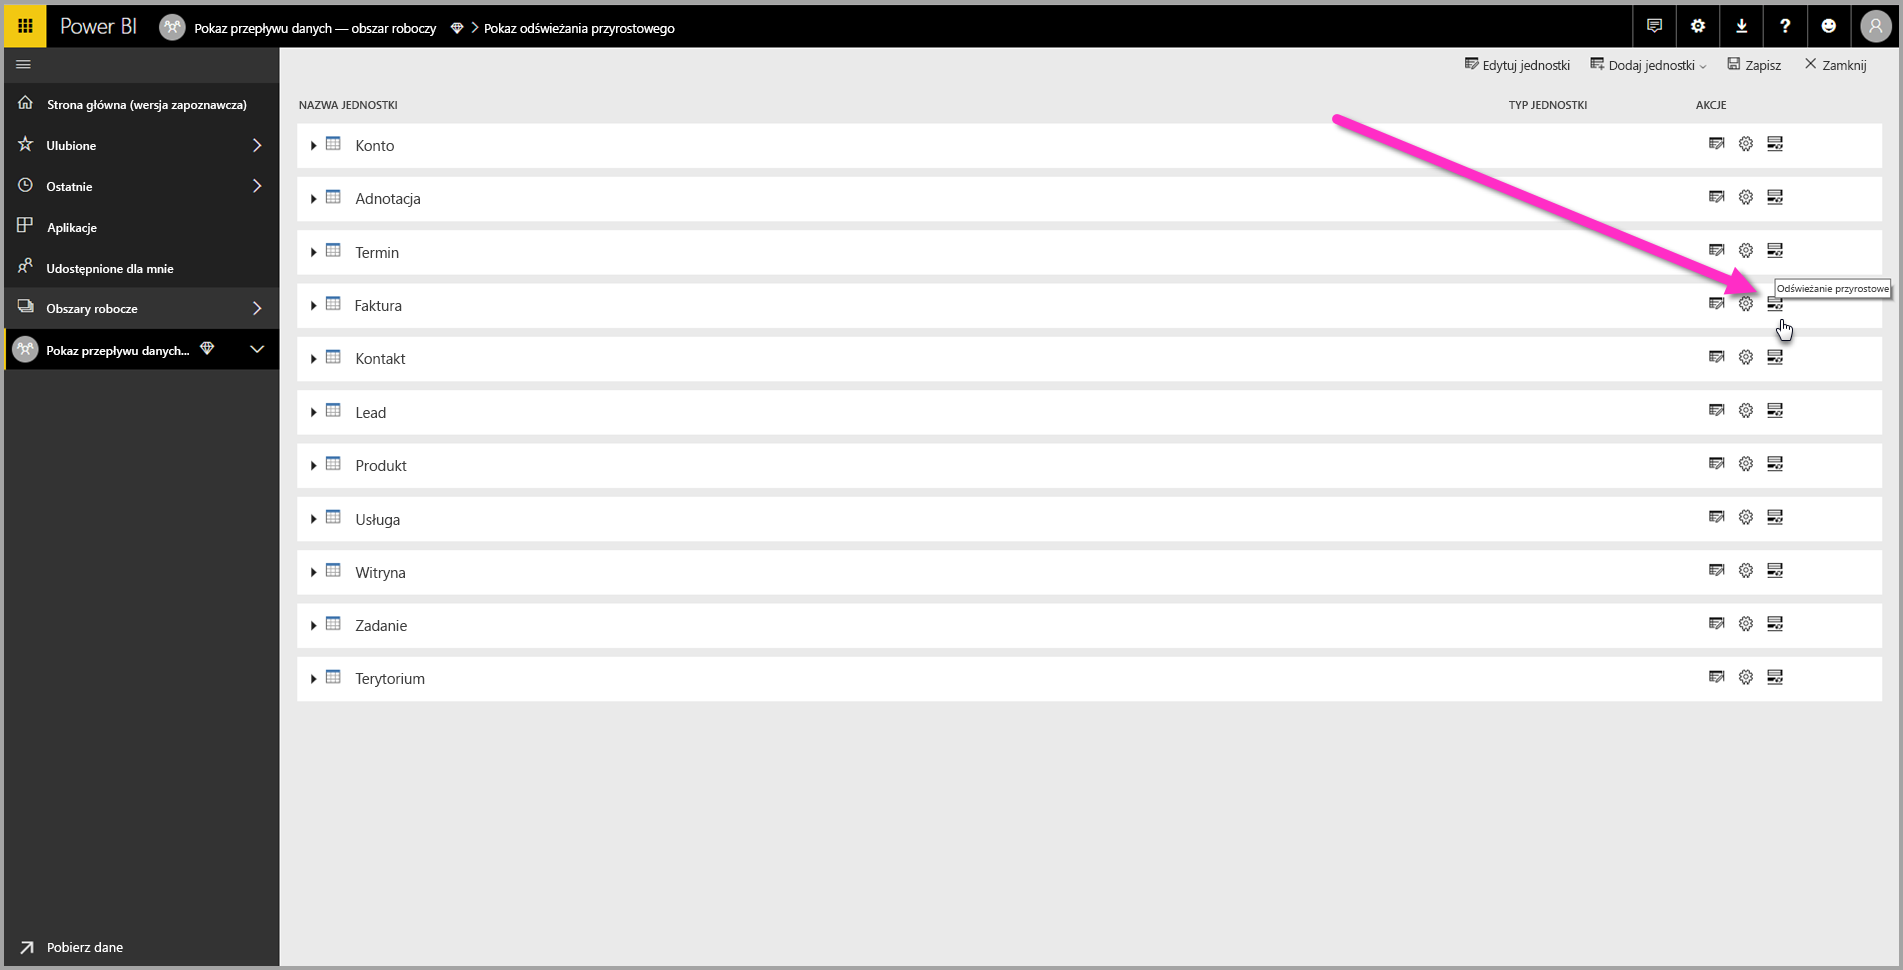 Power BI
Pokaz przepływu danych — obszar roboczy
Pokaz odświeżania przyrostowego
?
Edytuj jednostki
Dodaj jednostki
Zapisz
Zamknij
Strona główna (wersja zapoznawcza)
Ulubione
Ostatnie
Aplikacje
Udostępnione dla mnie
Obszary robocze
Pokaz przepływu danych...
Pobierz dane
NAZWA JEDNOSTKI
TYP JEDNOSTKI
AKCJE
Konto
Adnotacja
Termin
Odświeżanie przyrostowe
Faktura
Kontakt
Lead
Produkt
Usługa
Witryna
Zadanie
Terytorium